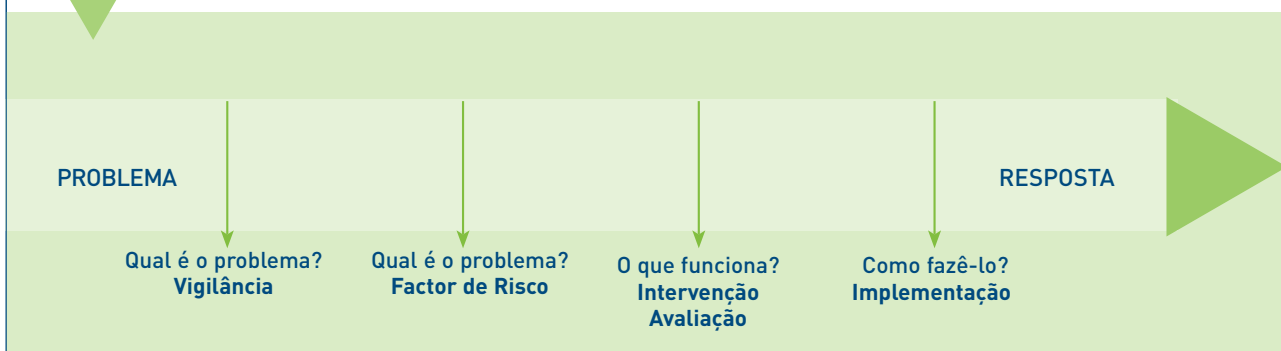 PROBLEMA
RESPOSTA
Qual é o problema?
Vigilância
Qual é o problema?
Factor de Risco
O que funciona?
Intervenção
Avaliação
Como fazê-lo?
Implementação